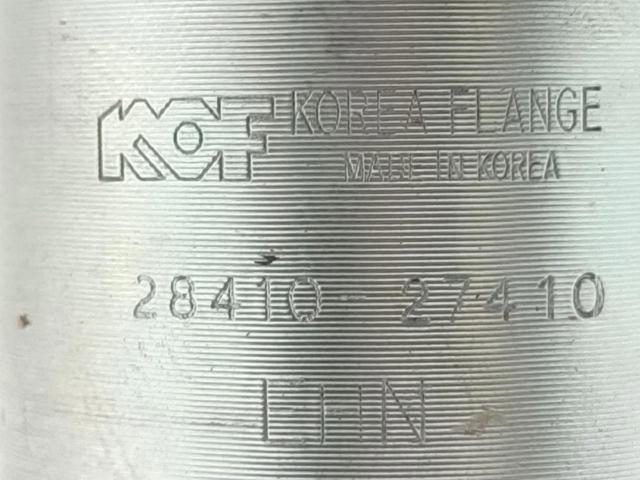 KOF KOREA FLANGE
MADE IN KOREA
28410-27410
EHN